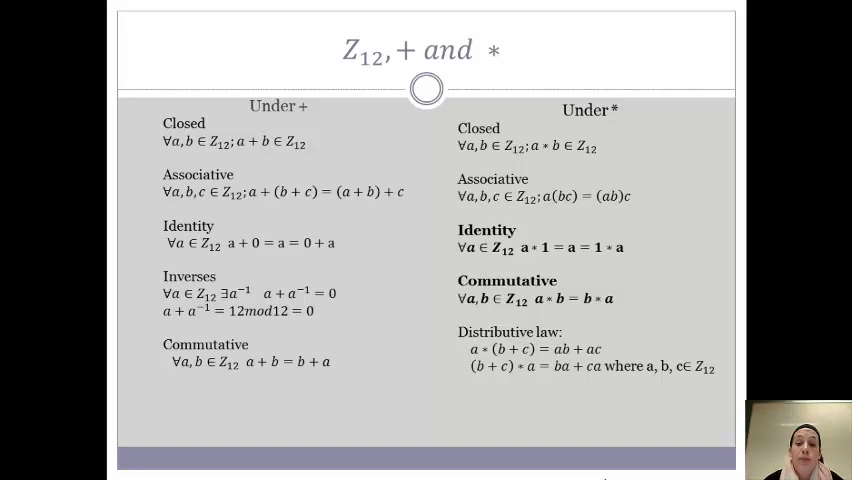 Z₁₂, + and ∗
Under +
Closed
∀a, b ∈ Z₁₂; a + b ∈ Z₁₂
Associative
∀a, b, c ∈ Z₁₂; a + (b + c) = (a + b) + c
Identity
∀a ∈ Z₁₂ a + 0 = a = 0 + a
Inverses
∀a ∈ Z₁₂ ∃a⁻¹ a + a⁻¹ = 0
a + a⁻¹ = 12mod12 = 0
Commutative
∀a, b ∈ Z₁₂ a + b = b + a
Under *
Closed
∀a, b ∈ Z₁₂; a ∗ b ∈ Z₁₂
Associative
∀a, b, c ∈ Z₁₂; a(bc) = (ab)c
Identity
∀a ∈ Z₁₂ a ∗ 1 = a = 1 ∗ a
Commutative
∀a, b ∈ Z₁₂ a ∗ b = b ∗ a
Distributive law:
a ∗ (b + c) = ab + ac
(b + c) ∗ a = ba + ca where a, b, c∈ Z₁₂